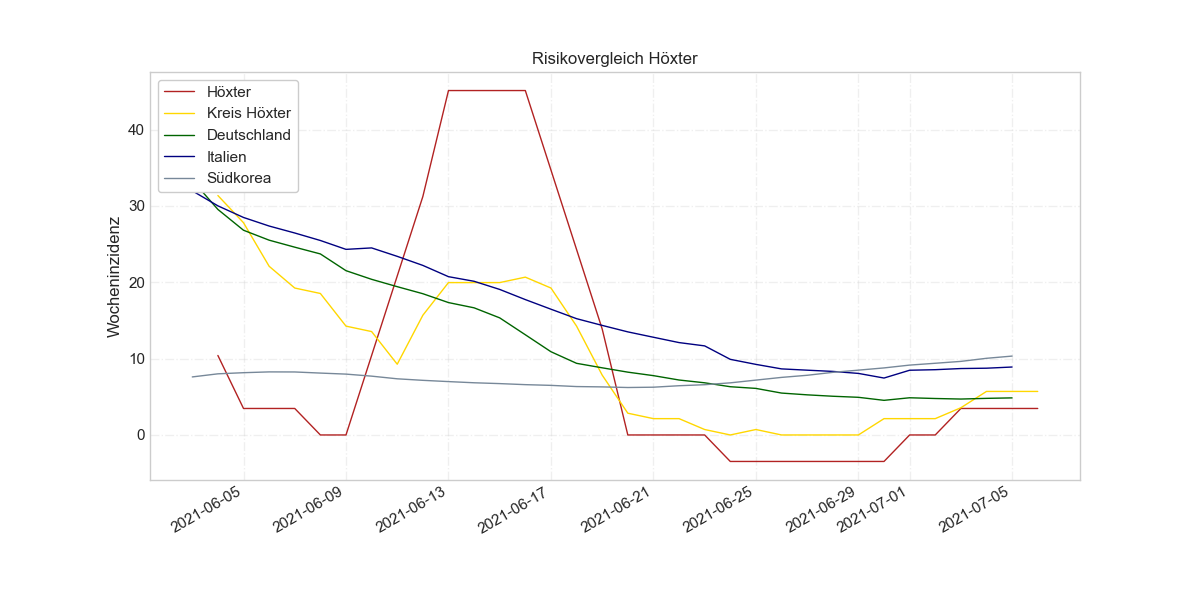 Risikovergleich Höxter
Höxter
Kreis Höxter
Deutschland
Italien
Südkorea
Wocheninzidenz
40
30
20
10
0
2021-06-05
2021-06-09
2021-06-13
2021-06-17
2021-06-21
2021-06-25
2021-06-29
2021-07-01
2021-07-05